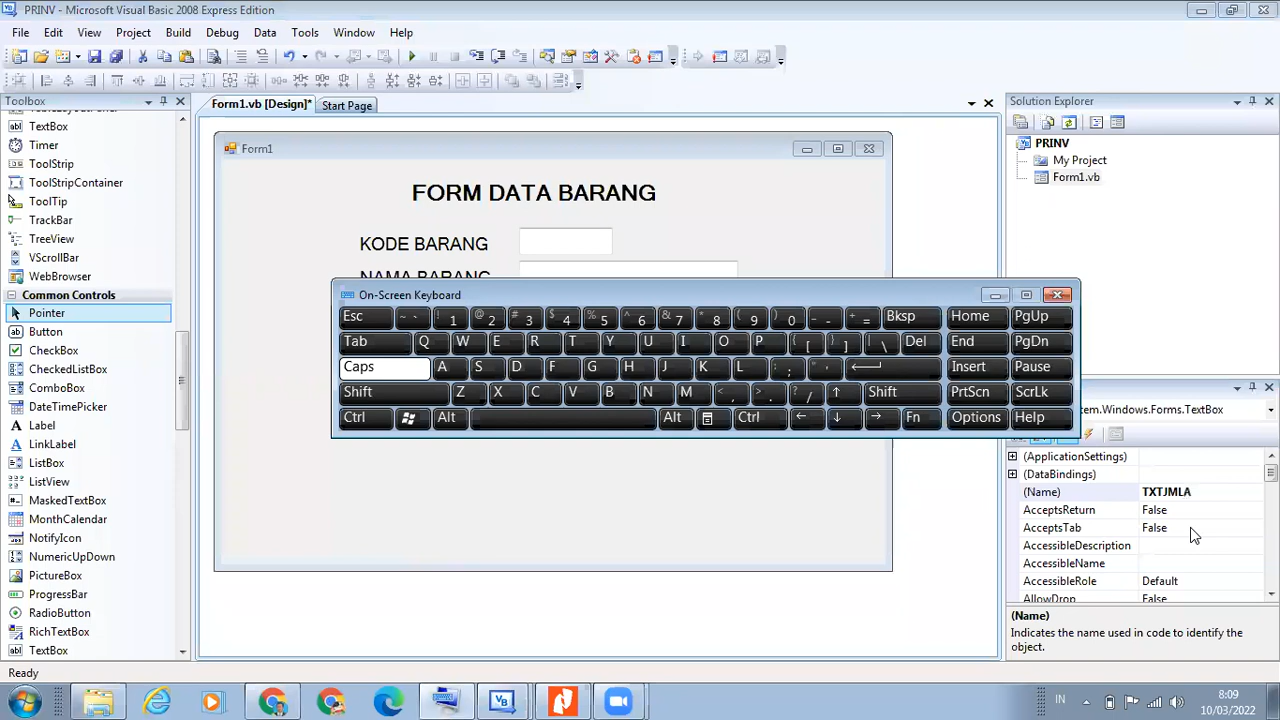 PRINV - Microsoft Visual Basic 2008 Express Edition
File Edit View Project Build Debug Data Tools Window Help
Toolbox
TextBox
Timer
ToolStrip
ToolStripContainer
ToolTip
TrackBar
TreeView
VScrollBar
WebBrowser
Common Controls
Pointer
Button
CheckBox
CheckedListBox
ComboBox
DateTimePicker
Label
LinkLabel
ListBox
ListView
MaskedTextBox
MonthCalendar
NotifyIcon
NumericUpDown
PictureBox
ProgressBar
RadioButton
RichTextBox
TextBox
Form1.vb [Design]* Start Page
Form1
FORM DATA BARANG
KODE BARANG
NAMA BARANG
On-Screen Keyboard
Esc ~ ` ! 1 @ 2 # 3 $ 4 % 5 ^ 6 & 7 * 8 ( 9 ) 0 _ - + = Bksp Home PgUp
Tab Q W E R T Y U I O P { [ } ] | \ Del End PgDn
Caps A S D F G H J K L : ; " ' Insert Pause
Shift Z X C V B N M < , > . ? / ↑ Shift PrtScn ScrLk
Ctrl Alt Alt Ctrl ← ↓ → Fn Options Help
Solution Explorer
PRINV
My Project
Form1.vb
tem.Windows.Forms.TextBox
(ApplicationSettings)
(DataBindings)
(Name) TXTJMLA
AcceptsReturn False
AcceptsTab False
AccessibleDescription
AccessibleName
AccessibleRole Default
AllowDrop False
(Name)
Indicates the name used in code to identify the
object.
Ready
IN
8:09
10/03/2022